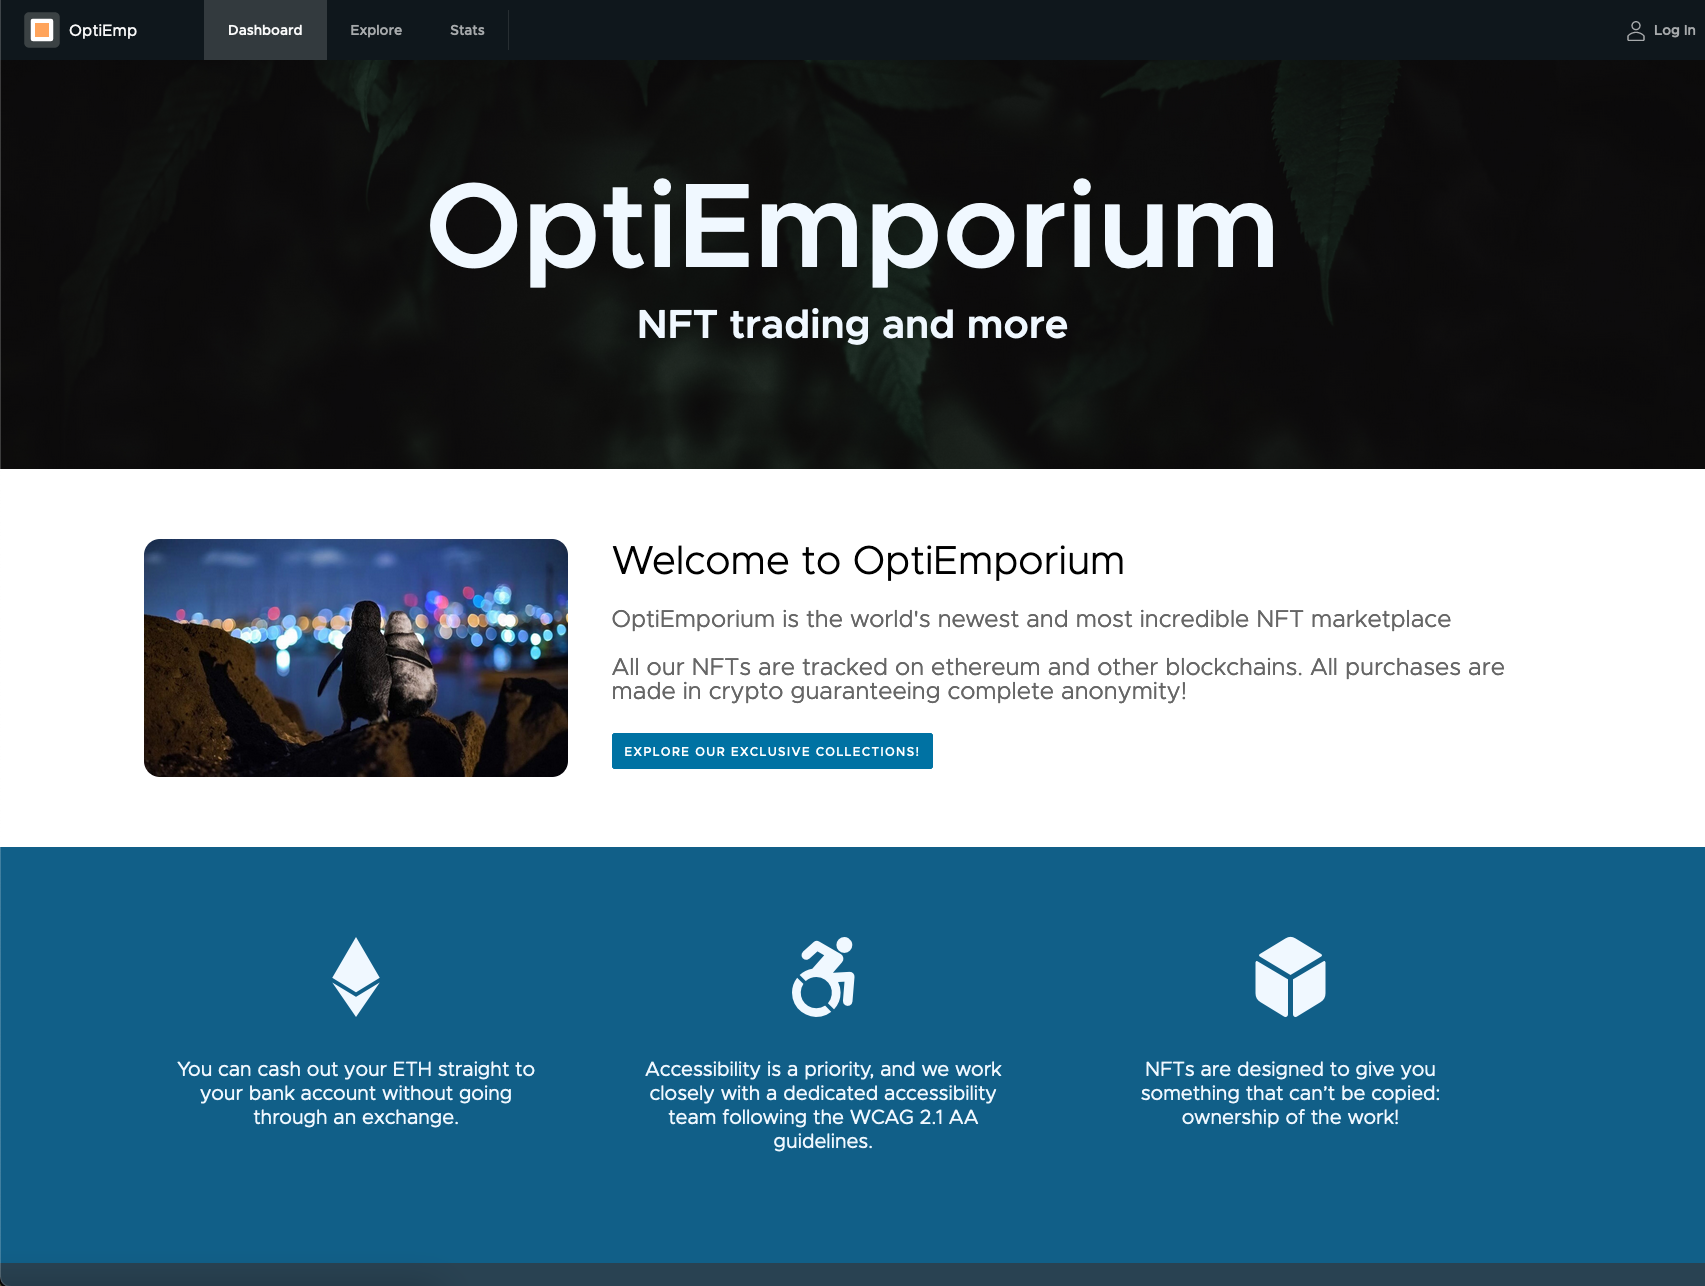 OptiEmp
Dashboard
Explore
Stats
Log In
OptiEmporium
NFT trading and more
Welcome to OptiEmporium
OptiEmporium is the world's newest and most incredible NFT marketplace
All our NFTs are tracked on ethereum and other blockchains. All purchases are
made in crypto guaranteeing complete anonymity!
EXPLORE OUR EXCLUSIVE COLLECTIONS!
You can cash out your ETH straight to
your bank account without going
through an exchange.
Accessibility is a priority, and we work
closely with a dedicated accessibility
team following the WCAG 2.1 AA
guidelines.
NFTs are designed to give you
something that can’t be copied:
ownership of the work!